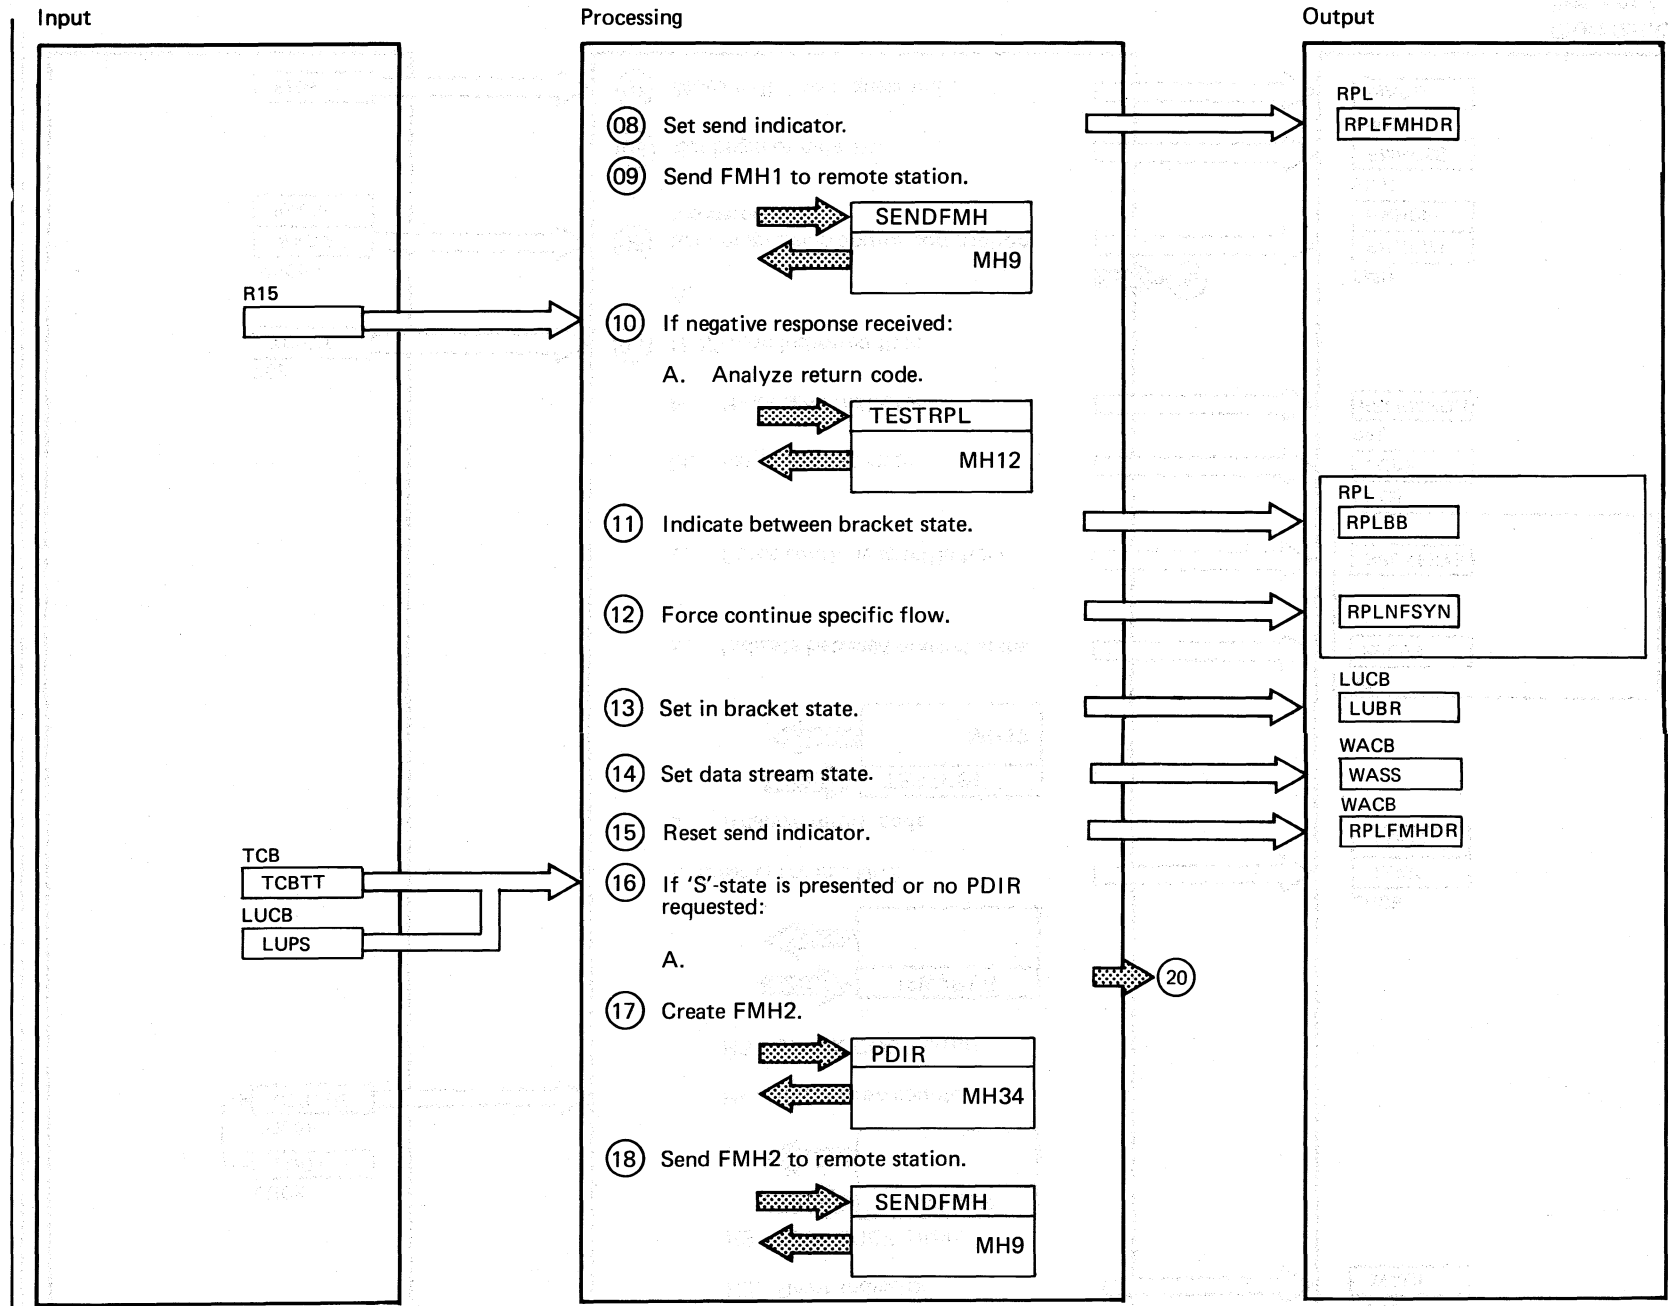 Input
Processing
Output
RPL
08 Set send indicator.
RPLFMHDR
09 Send FMH1 to remote station.
SENDFMH
MH9
R15
10 If negative response received:
A. Analyze return code.
TESTRPL
MH12
RPL
11 Indicate between bracket state.
RPLBB
12 Force continue specific flow.
RPLNFSYN
LUCB
13 Set in bracket state.
LUBR
WACB
14 Set data stream state.
WASS
WACB
15 Reset send indicator.
RPLFMHDR
TCB
TCBTT
16 If 'S'-state is presented or no PDIR
requested:
LUCB
LUPS
A.
20
17 Create FMH2.
PDIR
MH34
18 Send FMH2 to remote station.
SENDFMH
MH9